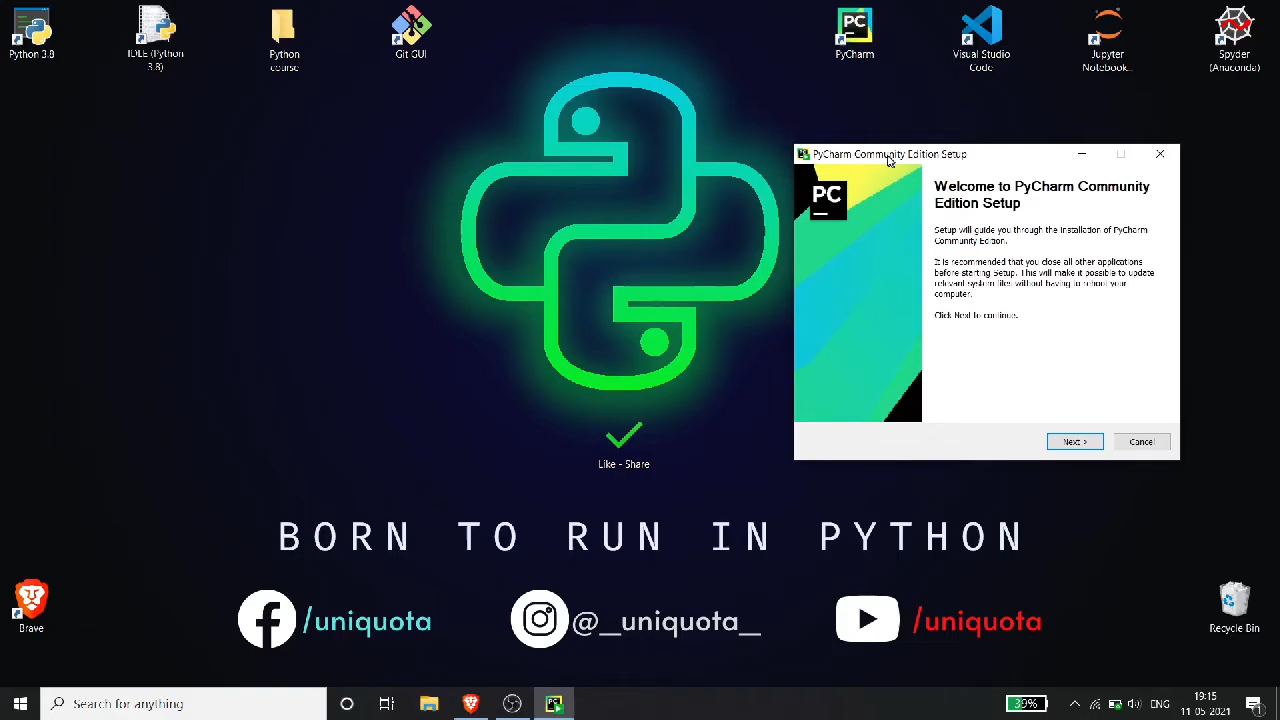 Python 3.8
IDLE (Python
3.8)
Python
course
Git GUI
PC
PyCharm
Visual Studio
Code
Jupyter
Notebook...
Spyder
(Anaconda)
PyCharm Community Edition Setup
PC
Welcome to PyCharm Community
Edition Setup
Setup will guide you through the installation of PyCharm
Community Edition.
It is recommended that you close all other applications
before starting Setup. This will make it possible to update
relevant system files without having to reboot your
computer.
Click Next to continue.
Next >
Cancel
Like - Share
BORN TO RUN IN PYTHON
Brave
/uniquota
@__uniquota__
/uniquota
Recycle Bin
Search for anything
PC
39%
ENG
19:15
11-05-2021
1